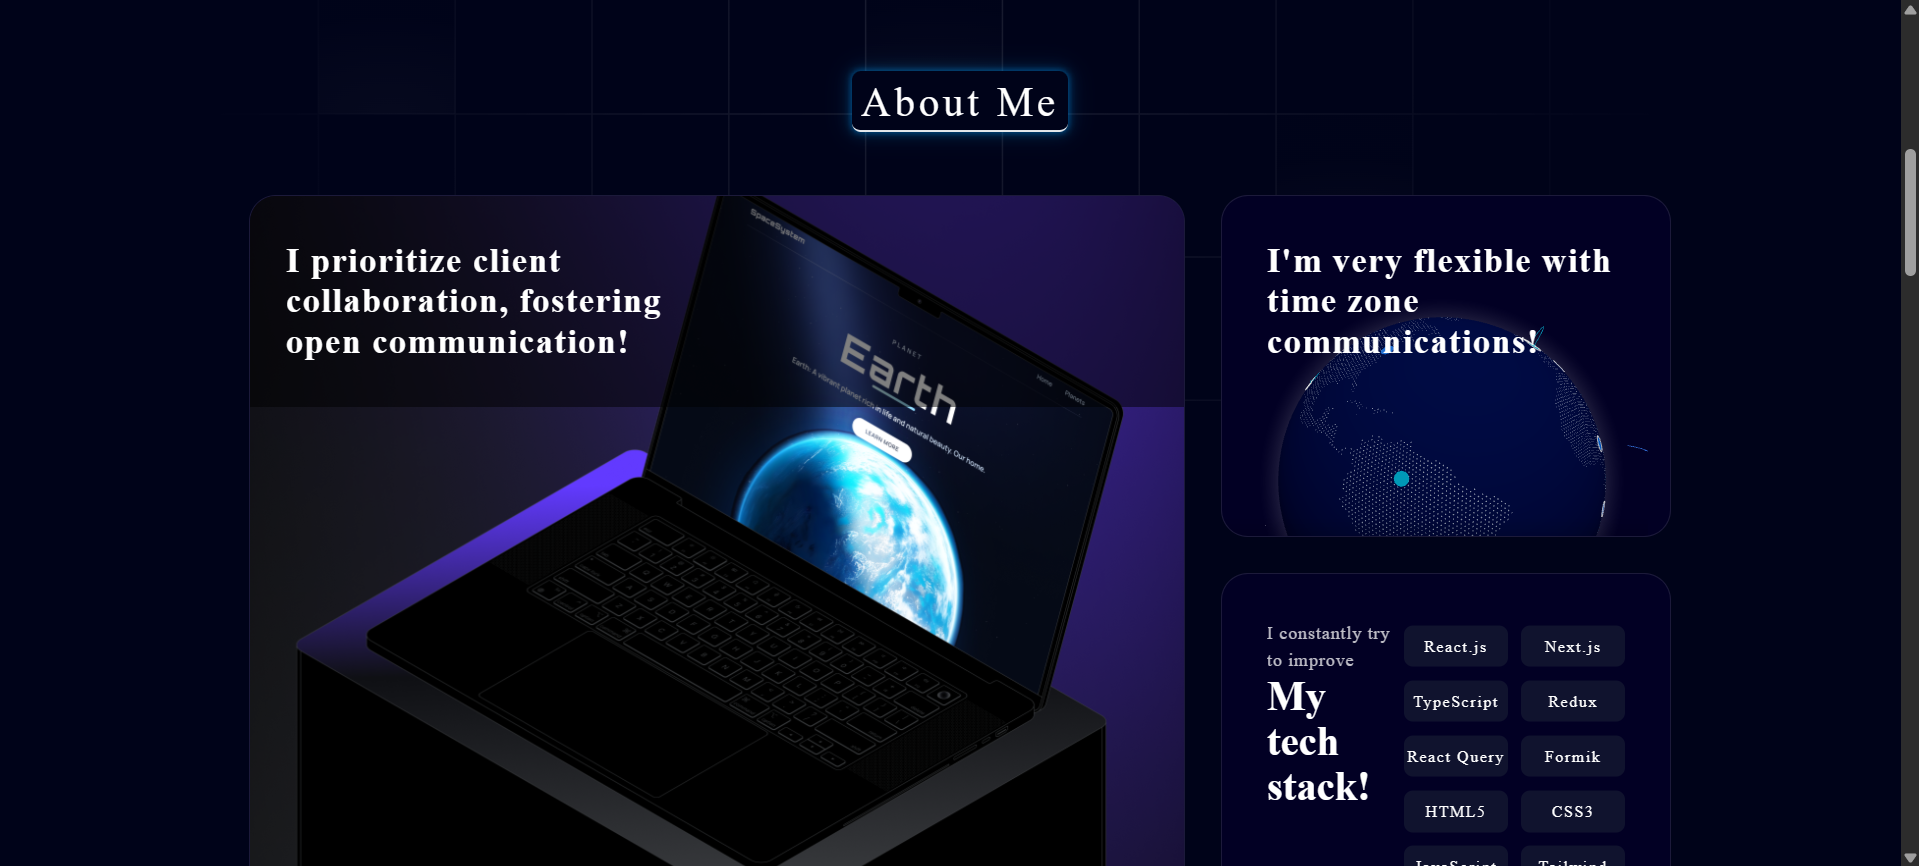 About Me
I prioritize client
collaboration, fostering
open communication!
SpaceSystem
Home
Planets
PLANET
Earth
Earth: A vibrant planet rich in life and natural beauty. Our home.
LEARN MORE
I'm very flexible with
time zone
communications!
I constantly try
to improve
My
tech
stack!
React.js
Next.js
TypeScript
Redux
React Query
Formik
HTML5
CSS3
JavaScript
Tailwind